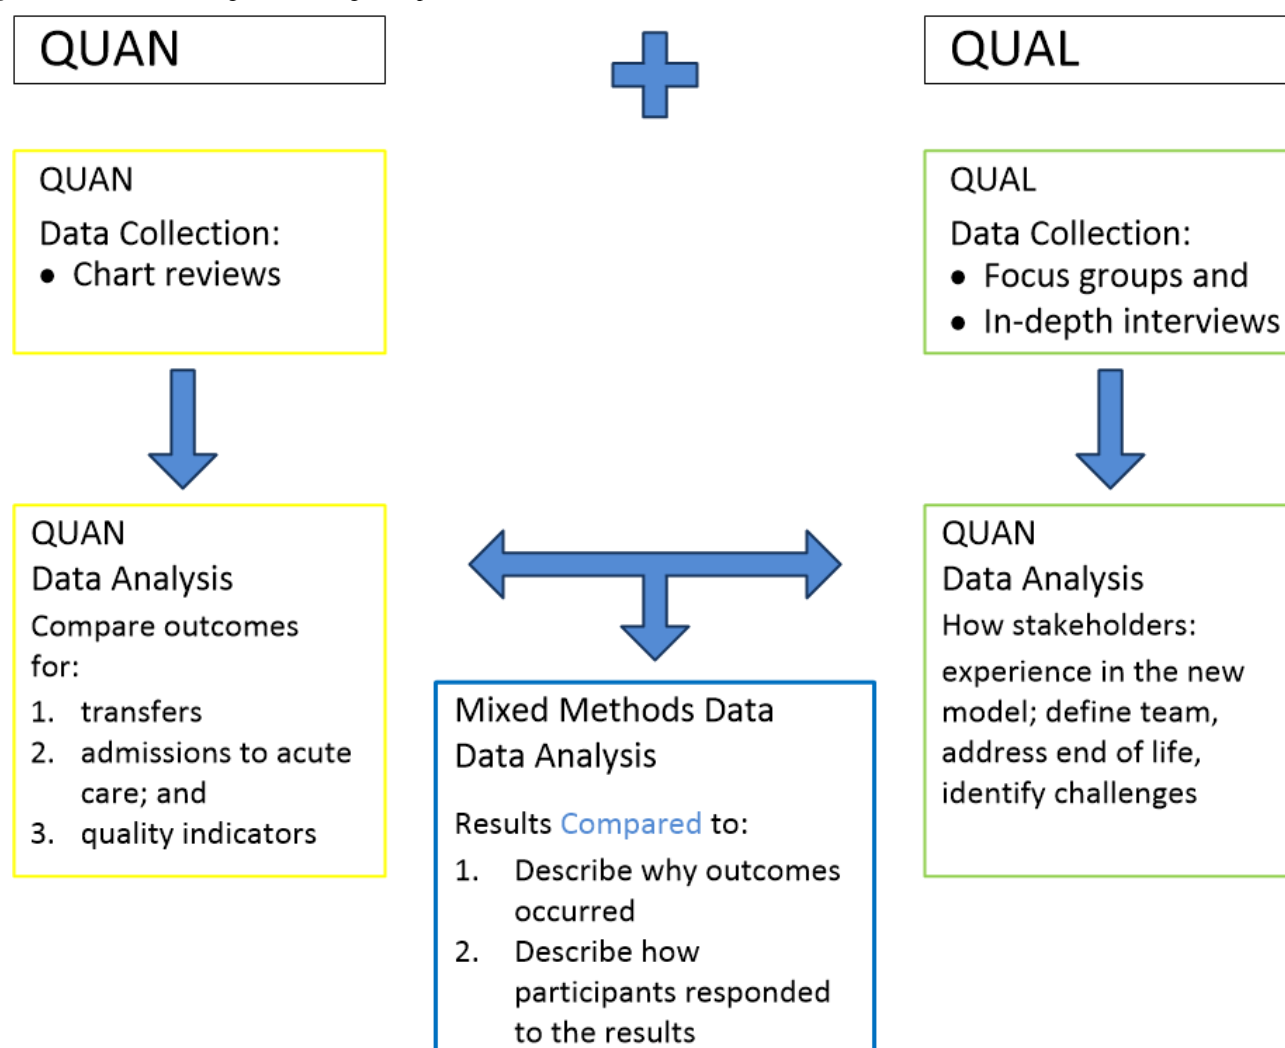 QUAN
QUAL
QUAN
Data Collection:
• Chart reviews
QUAL
Data Collection:
• Focus groups and
• In-depth interviews
QUAN
Data Analysis
Compare outcomes
for:
1. transfers
2. admissions to acute
care; and
3. quality indicators
Mixed Methods Data
Data Analysis
Results Compared to:
1. Describe why outcomes
occurred
2. Describe how
participants responded
to the results
QUAN
Data Analysis
How stakeholders:
experience in the new
model; define team,
address end of life,
identify challenges